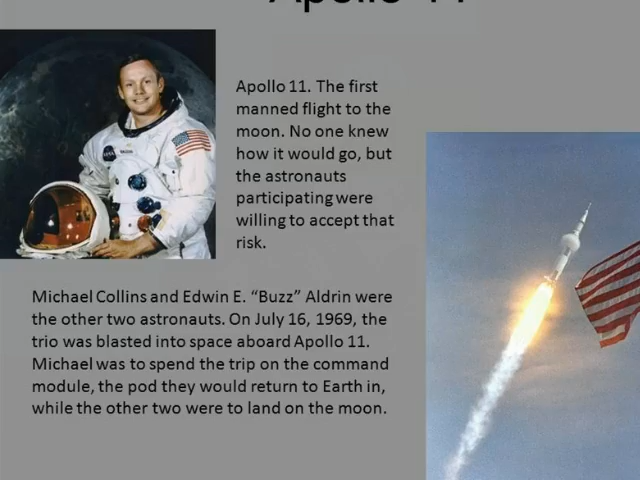 Apollo 11
Apollo 11. The first
manned flight to the
moon. No one knew
how it would go, but
the astronauts
participating were
willing to accept that
risk.
Michael Collins and Edwin E. “Buzz” Aldrin were
the other two astronauts. On July 16, 1969, the
trio was blasted into space aboard Apollo 11.
Michael was to spend the trip on the command
module, the pod they would return to Earth in,
while the other two were to land on the moon.
NASA